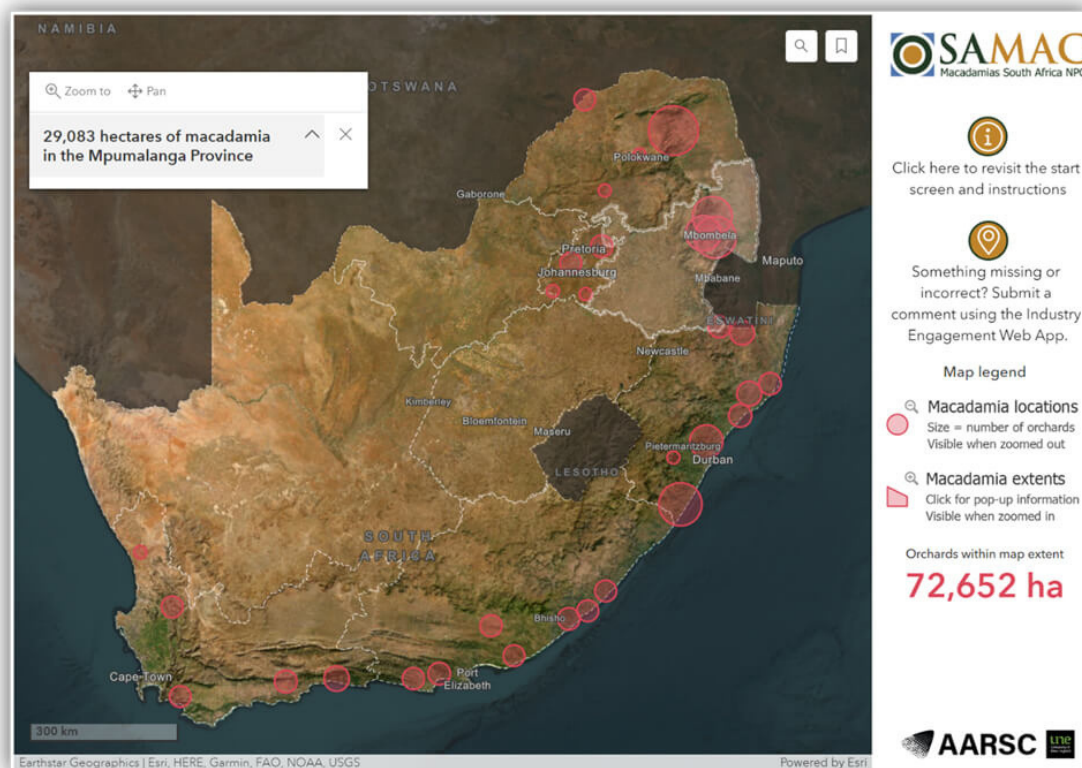 NAMIBIA
OTSWANA
Zoom to
Pan
29,083 hectares of macadamia
in the Mpumalanga Province
Polokwane
Gaborone
Pretoria
Johannesburg
Mbombela
Mbabane
Maputo
ESWATINI
Newcastle
Kimberley
Bloemfontein
Maseru
LESOTHO
Pietermaritzburg
Durban
SOUTH
AFRICA
Bhisho
Cape Town
Port
Elizabeth
300 km
Earthstar Geographics | Esri, HERE, Garmin, FAO, NOAA, USGS
Powered by Esri
SAMAC
Macadamias South Africa NPC
Click here to revisit the start
screen and instructions
Something missing or
incorrect? Submit a
comment using the Industry
Engagement Web App.
Map legend
Macadamia locations
Size = number of orchards
Visible when zoomed out
Macadamia extents
Click for pop-up information
Visible when zoomed in
Orchards within map extent
72,652 ha
AARSC
une